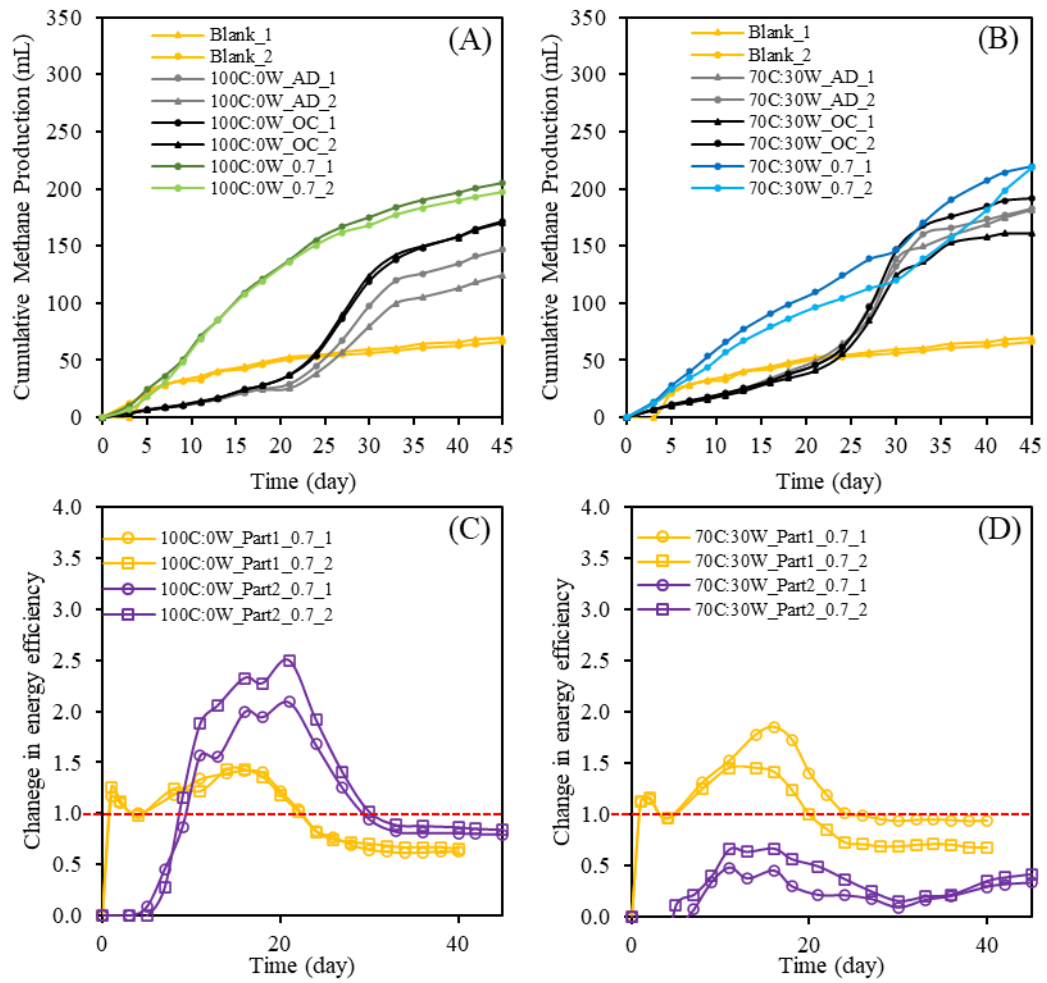 (A)
Cumulative Methane Production (mL)
350
300
250
200
150
100
50
0
Blank_1
Blank_2
100C:0W_AD_1
100C:0W_AD_2
100C:0W_OC_1
100C:0W_OC_2
100C:0W_0.7_1
100C:0W_0.7_2
0 5 10 15 20 25 30 35 40 45
Time (day)
(B)
Cumulative Methane Production (mL)
350
300
250
200
150
100
50
0
Blank_1
Blank_2
70C:30W_AD_1
70C:30W_AD_2
70C:30W_OC_1
70C:30W_OC_2
70C:30W_0.7_1
70C:30W_0.7_2
0 5 10 15 20 25 30 35 40 45
Time (day)
(C)
Chanege in energy efficiency
4.0
3.5
3.0
2.5
2.0
1.5
1.0
0.5
0.0
100C:0W_Part1_0.7_1
100C:0W_Part1_0.7_2
100C:0W_Part2_0.7_1
100C:0W_Part2_0.7_2
0 20 40
Time (day)
(D)
Change in energy efficiency
4.0
3.5
3.0
2.5
2.0
1.5
1.0
0.5
0.0
70C:30W_Part1_0.7_1
70C:30W_Part1_0.7_2
70C:30W_Part2_0.7_1
70C:30W_Part2_0.7_2
0 20 40
Time (day)